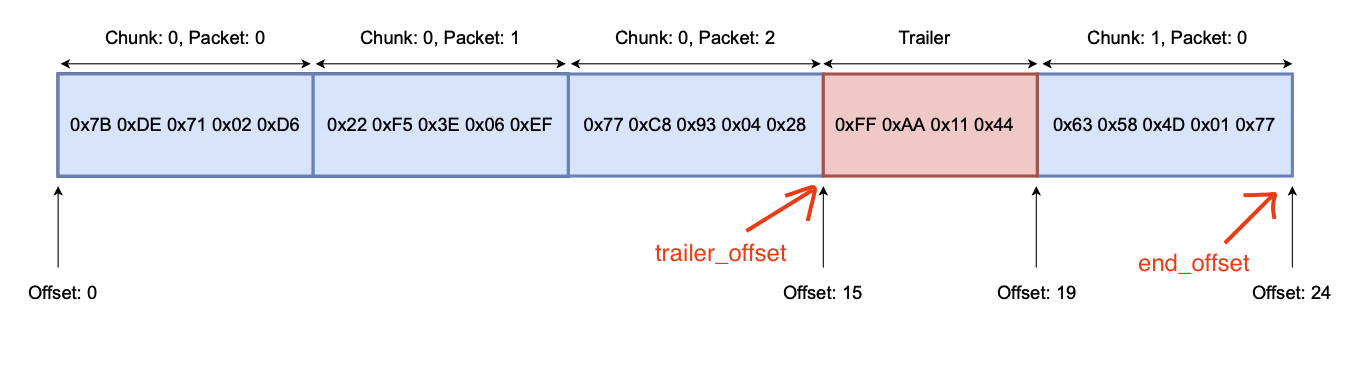 Chunk: 0, Packet: 0
Chunk: 0, Packet: 1
Chunk: 0, Packet: 2
Trailer
Chunk: 1, Packet: 0
0x7B 0xDE 0x71 0x02 0xD6
0x22 0xF5 0x3E 0x06 0xEF
0x77 0xC8 0x93 0x04 0x28
0xFF 0xAA 0x11 0x44
0x63 0x58 0x4D 0x01 0x77
trailer_offset
end_offset
Offset: 0
Offset: 15
Offset: 19
Offset: 24